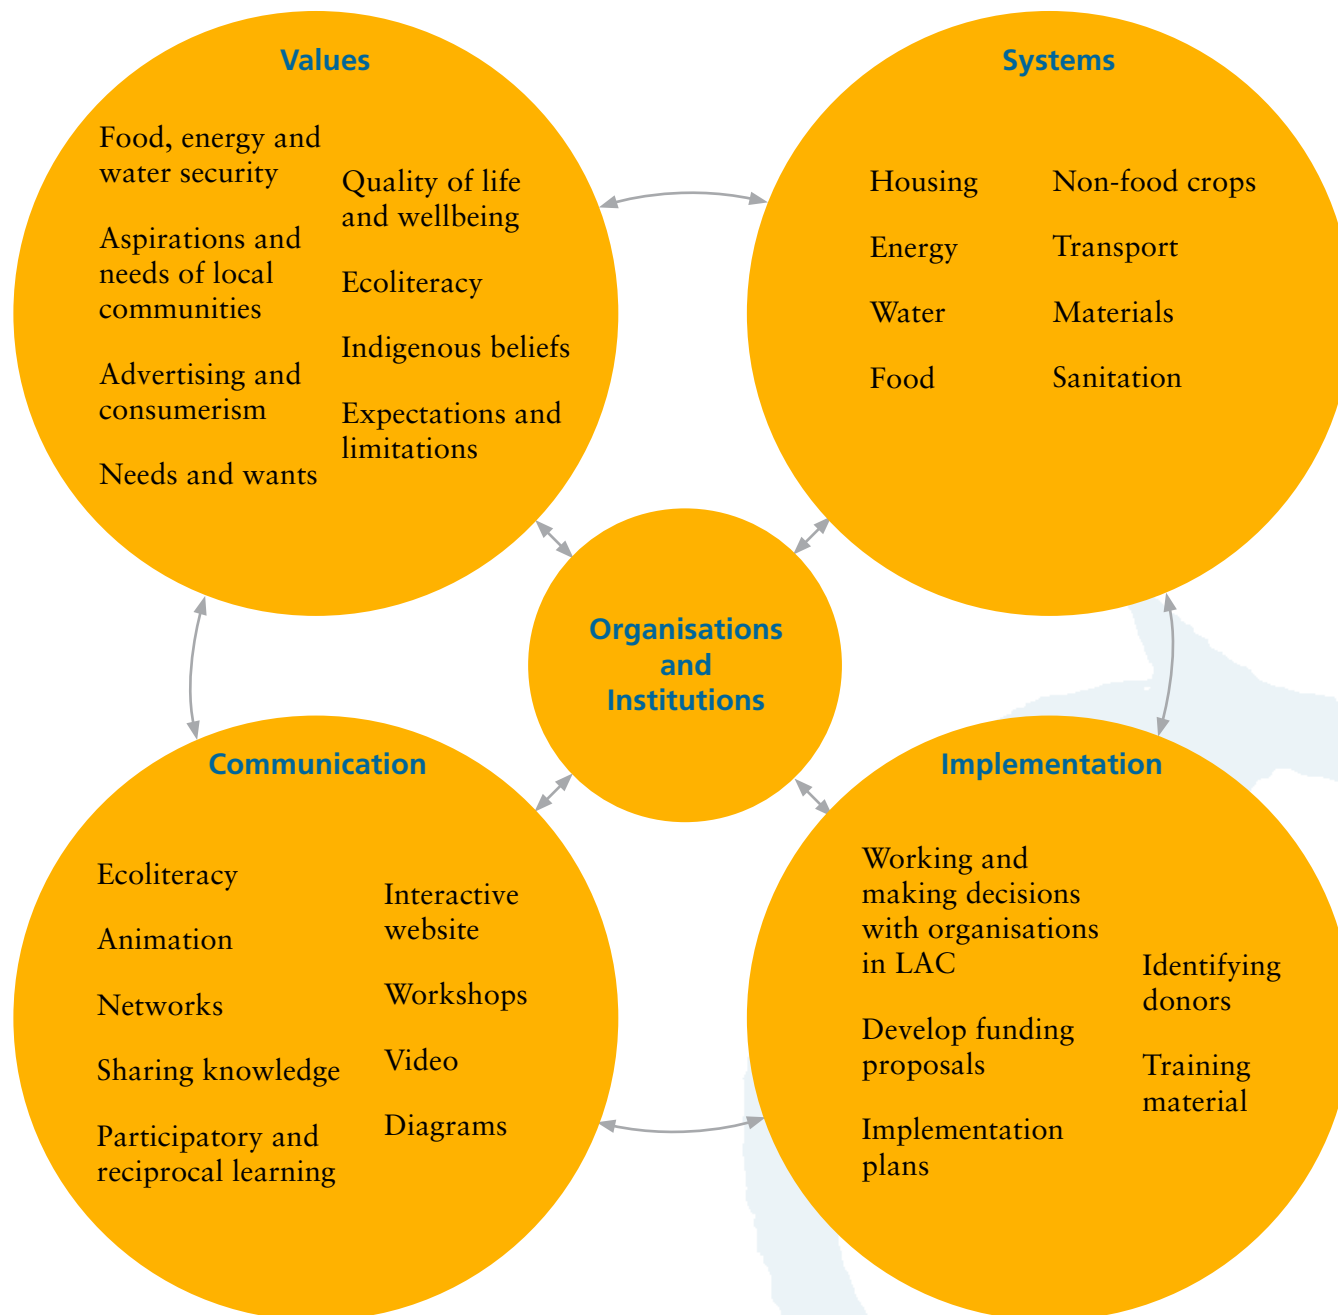 Values
Food, energy and
water security
Aspirations and
needs of local
communities
Advertising and
consumerism
Needs and wants
Quality of life
and wellbeing
Ecoliteracy
Indigenous beliefs
Expectations and
limitations
Systems
Housing
Energy
Water
Food
Non-food crops
Transport
Materials
Sanitation
Organisations
and
Institutions
Communication
Ecoliteracy
Animation
Networks
Sharing knowledge
Participatory and
reciprocal learning
Interactive
website
Workshops
Video
Diagrams
Implementation
Working and
making decisions
with organisations
in LAC
Develop funding
proposals
Implementation
plans
Identifying
donors
Training
material